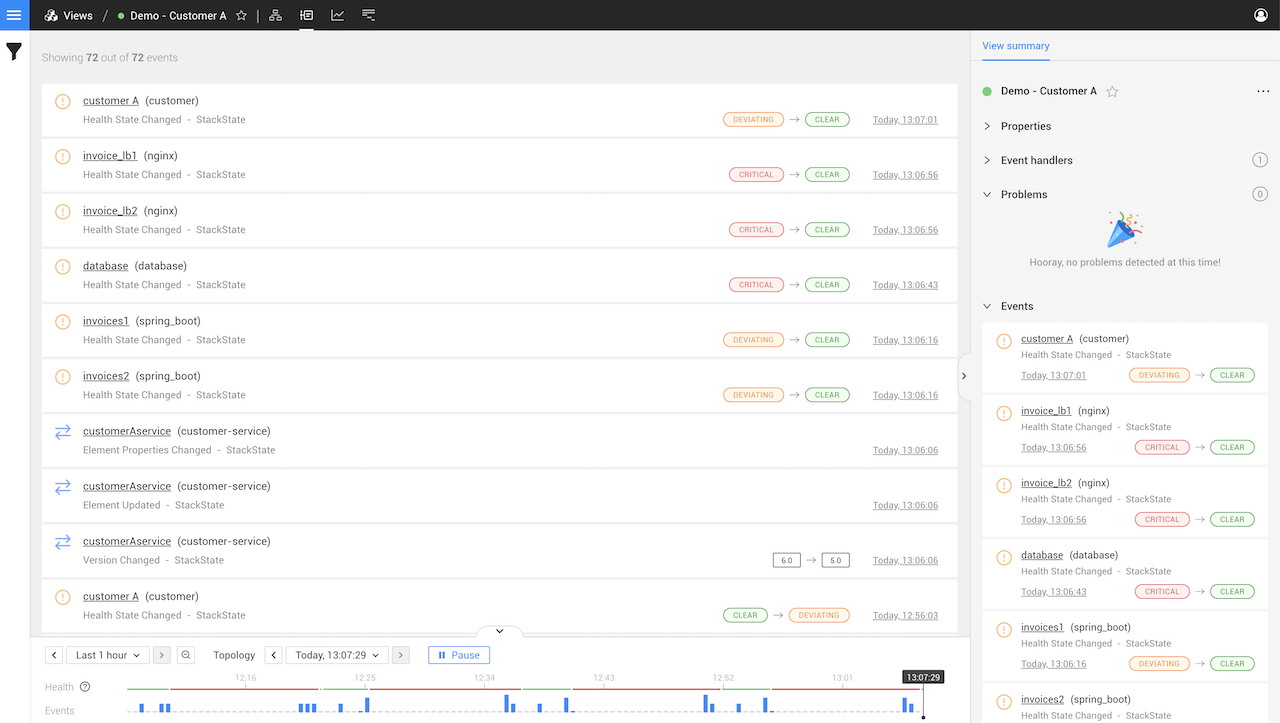 Views / Demo - Customer A
Showing 72 out of 72 events
customer A (customer)
Health State Changed - StackState
DEVIATING → CLEAR Today, 13:07:01
invoice_lb1 (nginx)
Health State Changed - StackState
CRITICAL → CLEAR Today, 13:06:56
invoice_lb2 (nginx)
Health State Changed - StackState
CRITICAL → CLEAR Today, 13:06:56
database (database)
Health State Changed - StackState
CRITICAL → CLEAR Today, 13:06:43
invoices1 (spring_boot)
Health State Changed - StackState
DEVIATING → CLEAR Today, 13:06:16
invoices2 (spring_boot)
Health State Changed - StackState
DEVIATING → CLEAR Today, 13:06:16
customerAservice (customer-service)
Element Properties Changed - StackState
Today, 13:06:06
customerAservice (customer-service)
Element Updated - StackState
Today, 13:06:06
customerAservice (customer-service)
Version Changed - StackState
6.0 → 5.0 Today, 13:06:06
customer A (customer)
Health State Changed - StackState
CLEAR → DEVIATING Today, 12:56:03
Last 1 hour Topology Today, 13:07:29 Pause
12:16 12:25 12:34 12:43 12:52 13:01 13:07:29
Health ?
Events
View summary
Demo - Customer A
Properties
Event handlers 1
Problems 0
Hooray, no problems detected at this time!
Events
customer A (customer)
Health State Changed - StackState
Today, 13:07:01 DEVIATING → CLEAR
invoice_lb1 (nginx)
Health State Changed - StackState
Today, 13:06:56 CRITICAL → CLEAR
invoice_lb2 (nginx)
Health State Changed - StackState
Today, 13:06:56 CRITICAL → CLEAR
database (database)
Health State Changed - StackState
Today, 13:06:43 CRITICAL → CLEAR
invoices1 (spring_boot)
Health State Changed - StackState
Today, 13:06:16 DEVIATING → CLEAR
invoices2 (spring_boot)
Health State Changed - StackState